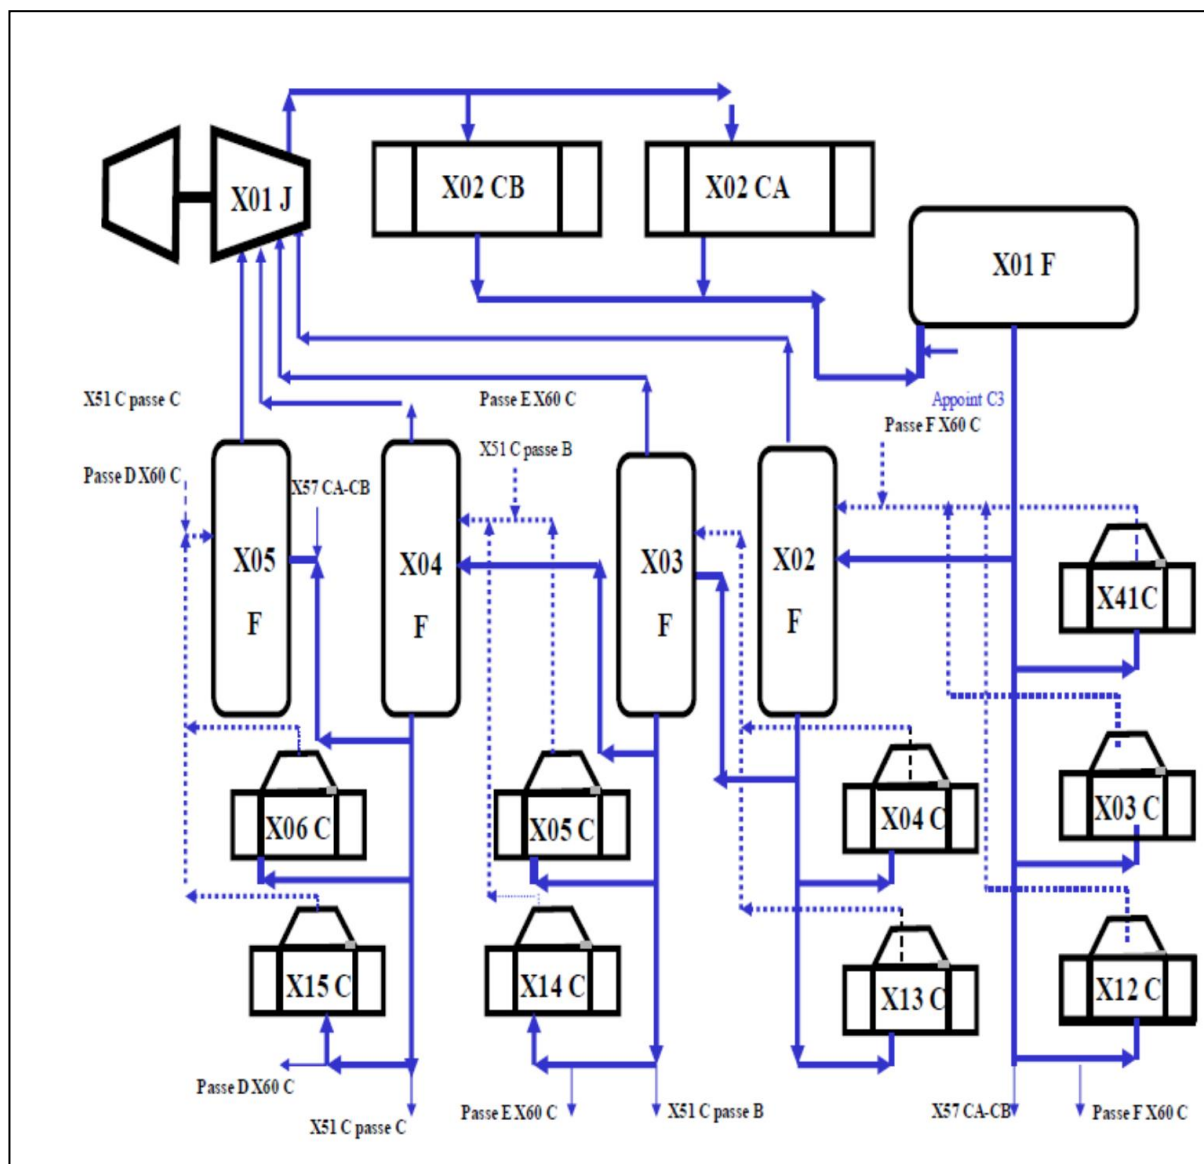 X01 J
X02 CB
X02 CA
X01 F
X51 C passe C
Passe E X60 C
Appoint C3
Passe F X60 C
X51 C passe B
Passe D X60 C
X57 CA-CB
X05
F
X04
F
X03
F
X02
F
X41C
X06 C
X05 C
X04 C
X03 C
X15 C
X14 C
X13 C
X12 C
Passe D X60 C
X51 C passe C
Passe E X60 C
X51 C passe B
X57 CA-CB
Passe F X60 C